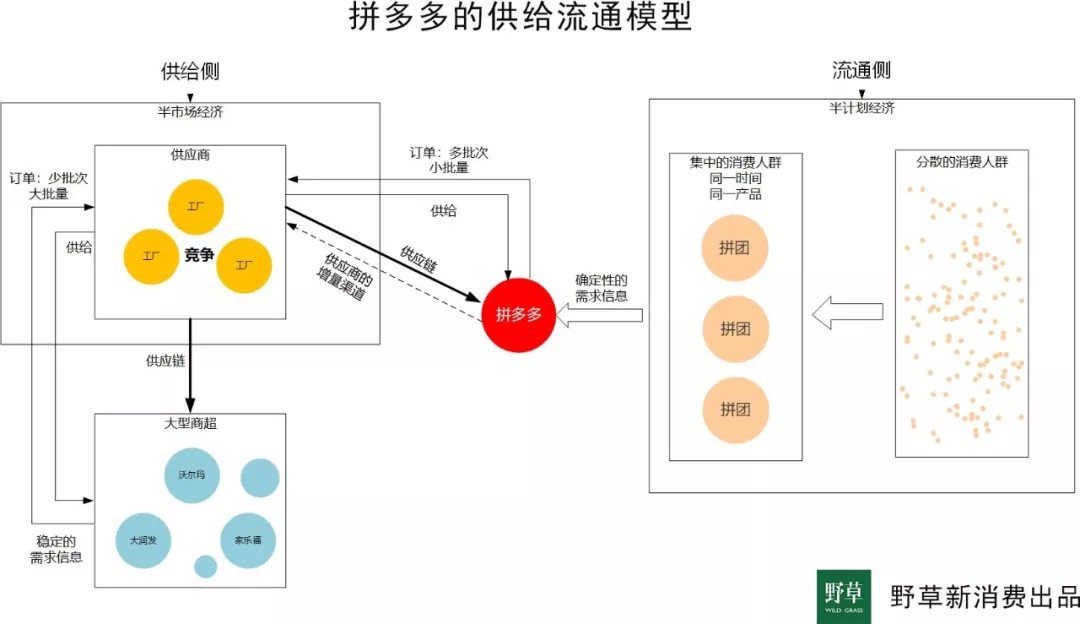 拼多多的供给流通模型
供给侧
半市场经济
供应商
工厂
工厂
竞争
工厂
订单：少批次
大批量
供给
供应链
大型商超
沃尔玛
大润发
家乐福
稳定的
需求信息
订单：多批次
小批量
供给
供应链
供应商的
增量渠道
拼多多
确定性的
需求信息
流通侧
半计划经济
集中的消费人群
同一时间
同一产品
拼团
拼团
拼团
分散的消费人群
野草
WILD GRASS
野草新消费出品